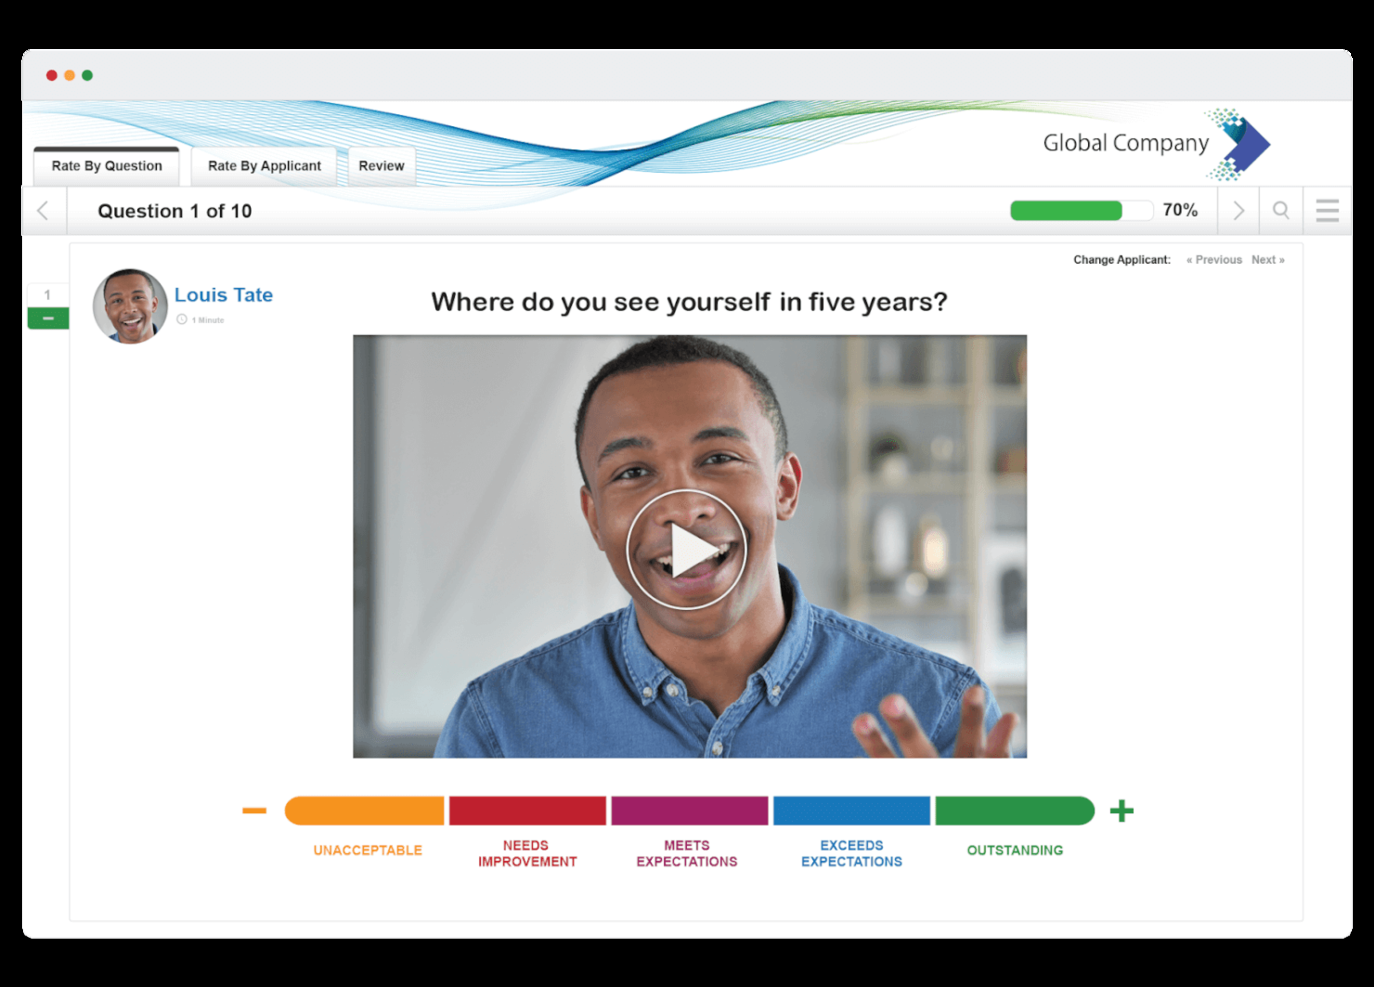 Global Company
Rate By Question
Rate By Applicant
Review
Question 1 of 10
70%
Change Applicant: « Previous Next »
1
Louis Tate
1 Minute
Where do you see yourself in five years?
UNACCEPTABLE
NEEDS
IMPROVEMENT
MEETS
EXPECTATIONS
EXCEEDS
EXPECTATIONS
OUTSTANDING